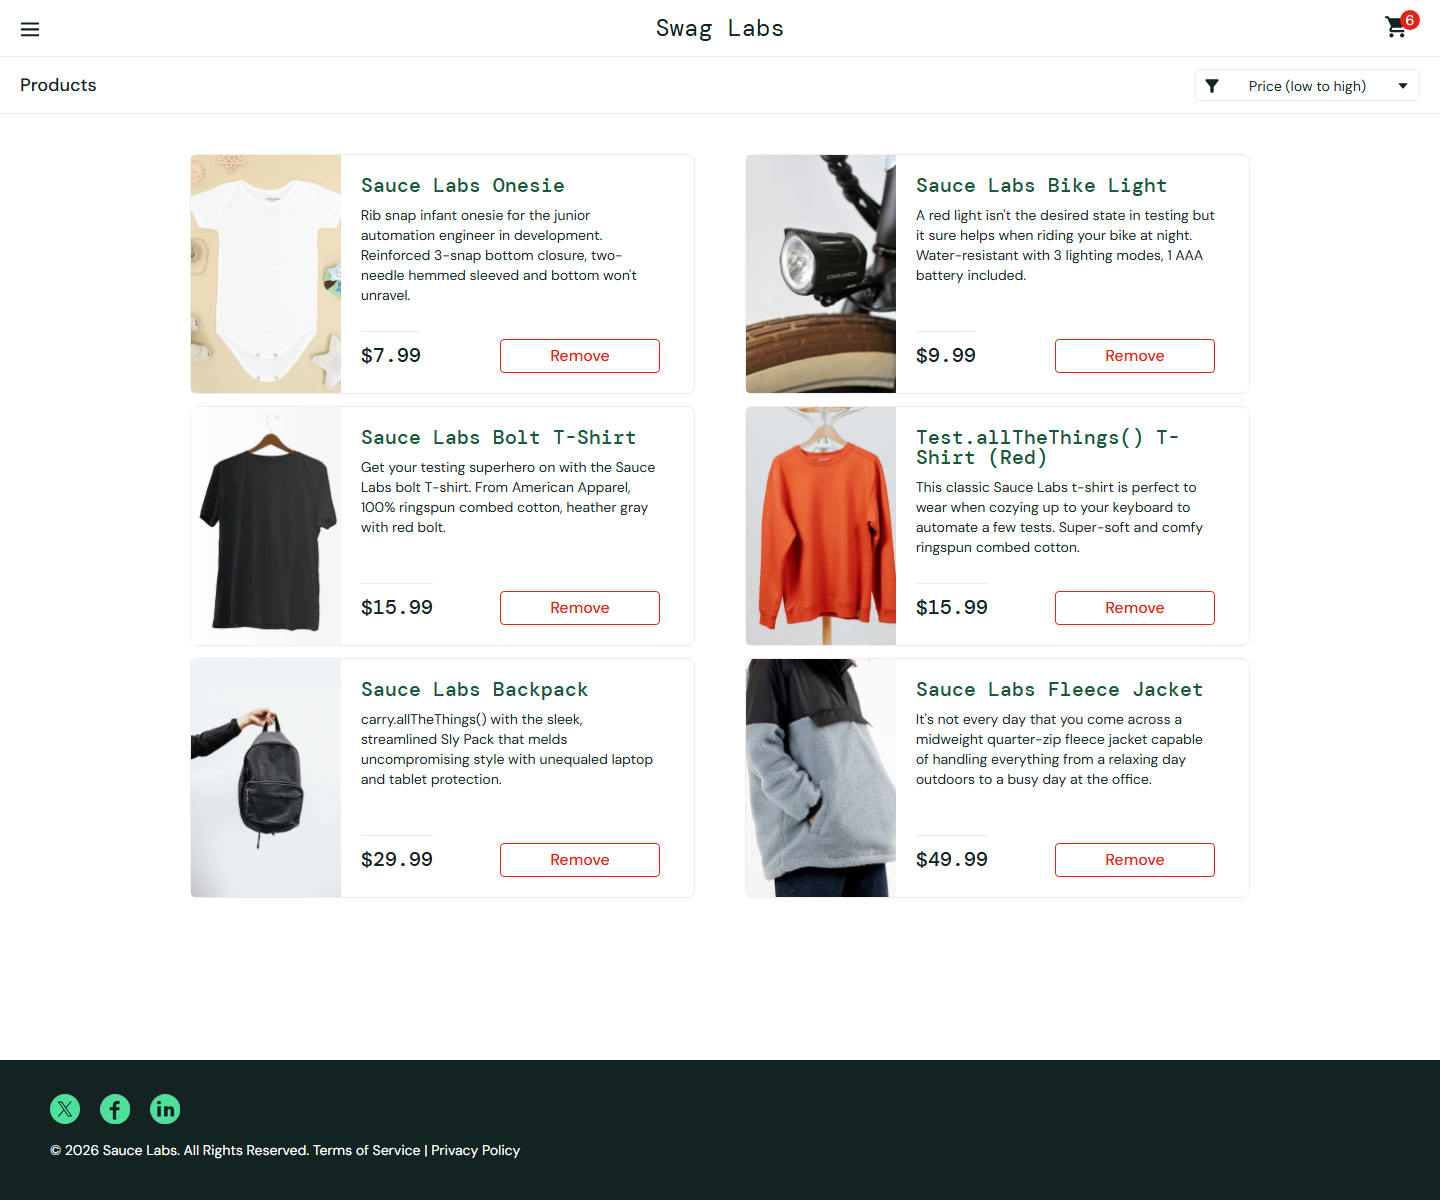 Swag Labs
6
Products
Price (low to high)
Sauce Labs Onesie
Rib snap infant onesie for the junior
automation engineer in development.
Reinforced 3-snap bottom closure, two-
needle hemmed sleeved and bottom won't
unravel.
$7.99
Remove
Sauce Labs Bike Light
A red light isn't the desired state in testing but
it sure helps when riding your bike at night.
Water-resistant with 3 lighting modes, 1 AAA
battery included.
$9.99
Remove
Sauce Labs Bolt T-Shirt
Get your testing superhero on with the Sauce
Labs bolt T-shirt. From American Apparel,
100% ringspun combed cotton, heather gray
with red bolt.
$15.99
Remove
Test.allTheThings() T-
Shirt (Red)
This classic Sauce Labs t-shirt is perfect to
wear when cozying up to your keyboard to
automate a few tests. Super-soft and comfy
ringspun combed cotton.
$15.99
Remove
Sauce Labs Backpack
carry.allTheThings() with the sleek,
streamlined Sly Pack that melds
uncompromising style with unequaled laptop
and tablet protection.
$29.99
Remove
Sauce Labs Fleece Jacket
It's not every day that you come across a
midweight quarter-zip fleece jacket capable
of handling everything from a relaxing day
outdoors to a busy day at the office.
$49.99
Remove
© 2026 Sauce Labs. All Rights Reserved. Terms of Service | Privacy Policy